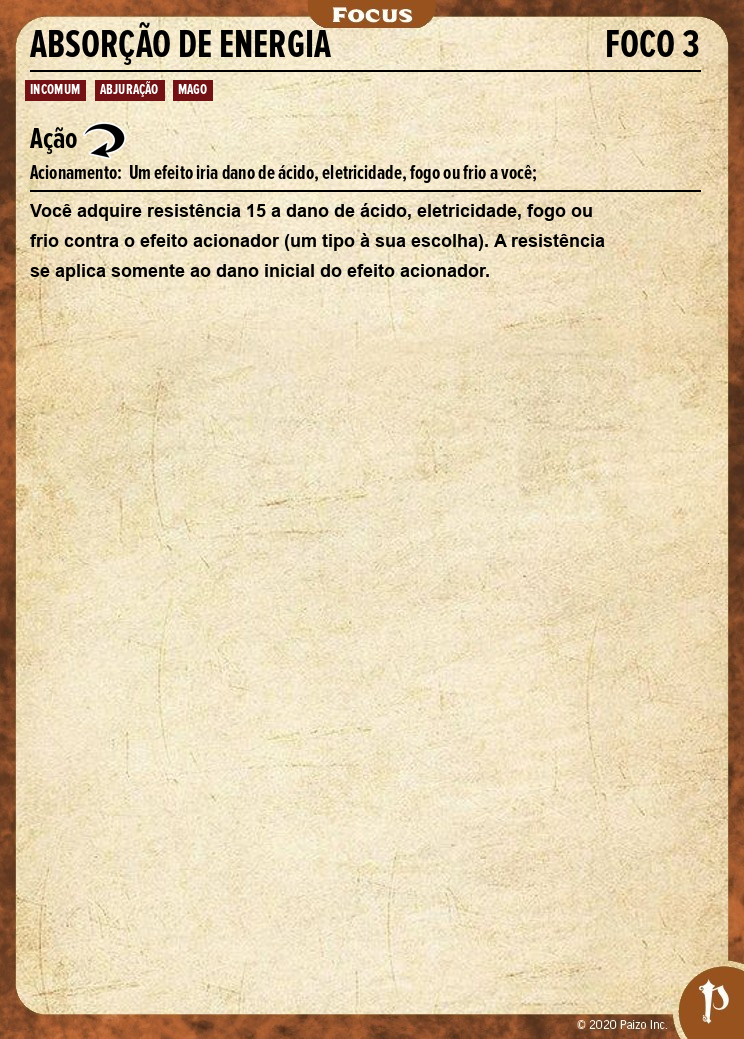 Focus
ABSORÇÃO DE ENERGIA FOCO 3
INCOMUM ABJURAÇÃO MAGO
Ação
Acionamento: Um efeito iria dano de ácido, eletricidade, fogo ou frio a você;
Você adquire resistência 15 a dano de ácido, eletricidade, fogo ou
frio contra o efeito acionador (um tipo à sua escolha). A resistência
se aplica somente ao dano inicial do efeito acionador.
© 2020 Paizo Inc.
P